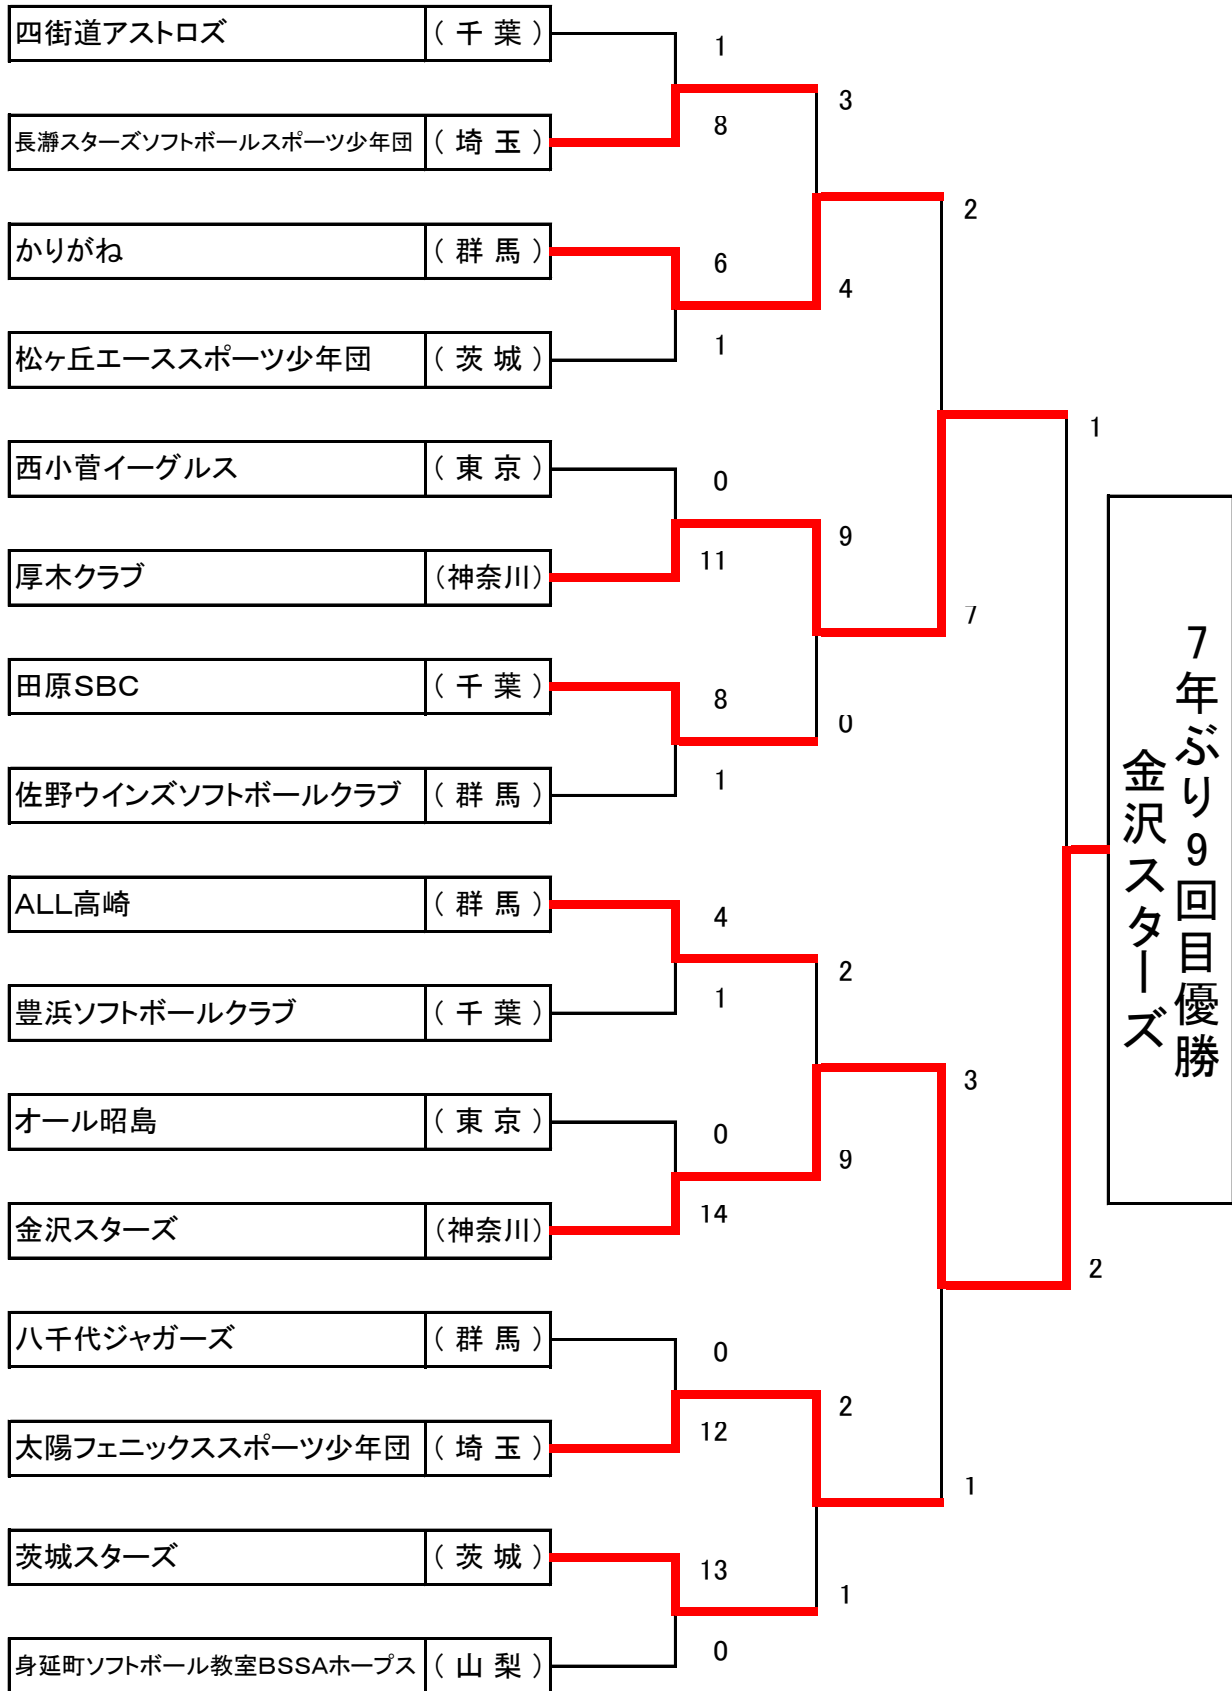 四街道アストロズ (千葉)
1
3
長瀞スターズソフトボールスポーツ少年団 (埼玉)
8
2
かりがね (群馬)
6
4
松ヶ丘エーススポーツ少年団 (茨城)
1
1
西小菅イーグルス (東京)
0
9
厚木クラブ (神奈川)
11
7
田原SBC (千葉)
8
0
佐野ウインズソフトボールクラブ (群馬)
1
7年ぶり9回目優勝
金沢スターズ
ALL高崎 (群馬)
4
2
豊浜ソフトボールクラブ (千葉)
1
3
オール昭島 (東京)
0
9
金沢スターズ (神奈川)
14
2
八千代ジャガーズ (群馬)
0
2
太陽フェニックススポーツ少年団 (埼玉)
12
1
茨城スターズ (茨城)
13
1
身延町ソフトボール教室BSSAホープス (山梨)
0